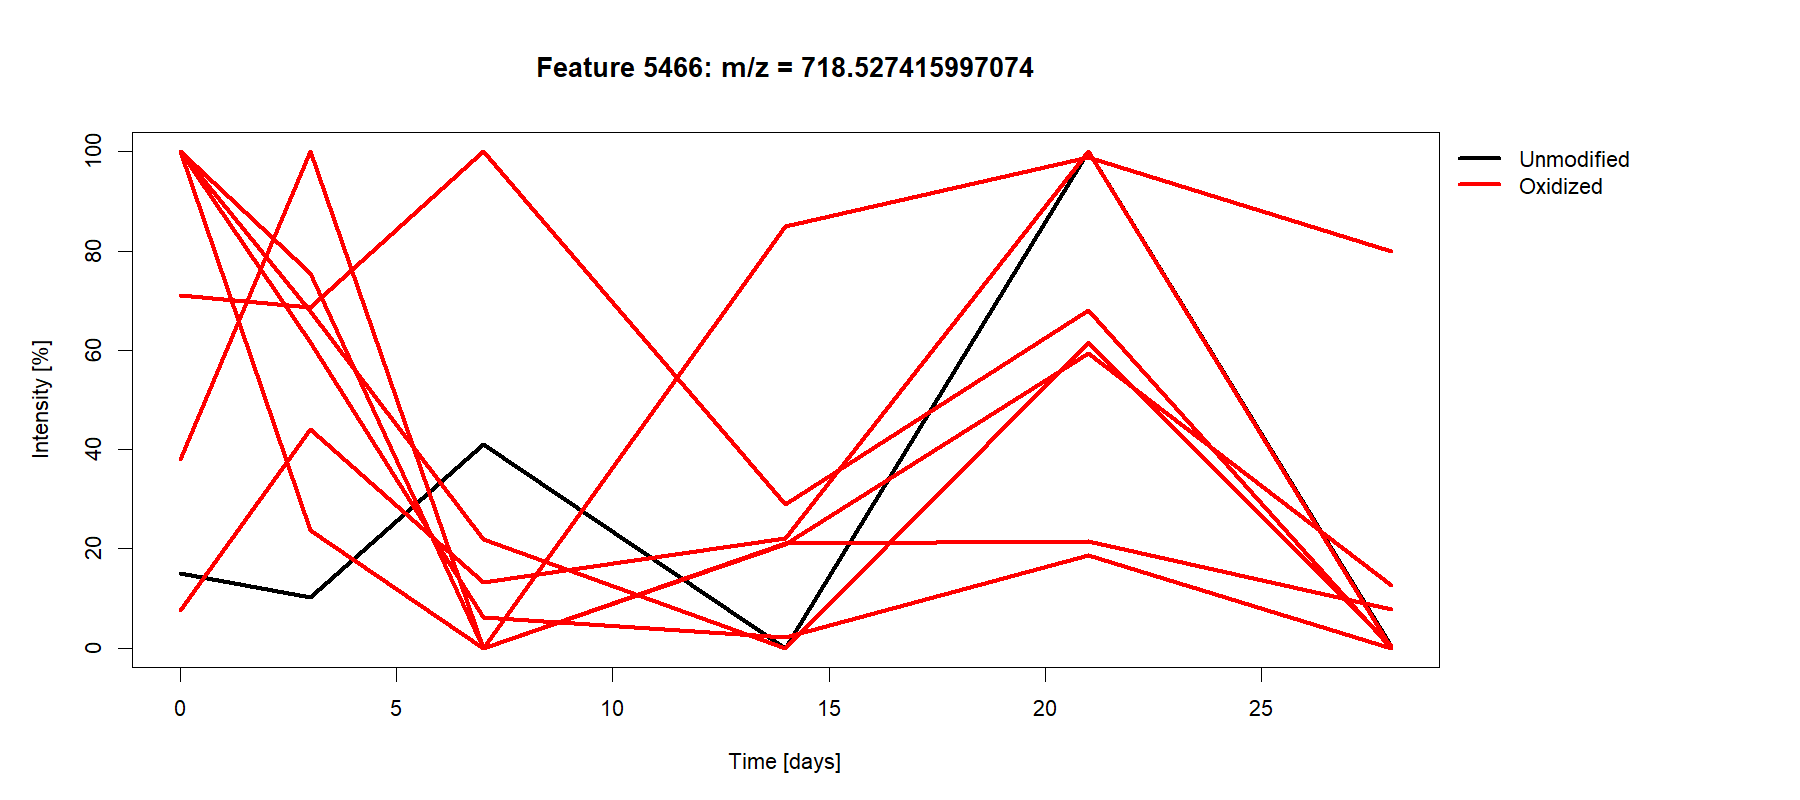 Feature 5466: m/z = 718.527415997074
Unmodified
Oxidized
100
80
60
40
20
0
Intensity [%]
0 5 10 15 20 25
Time [days]